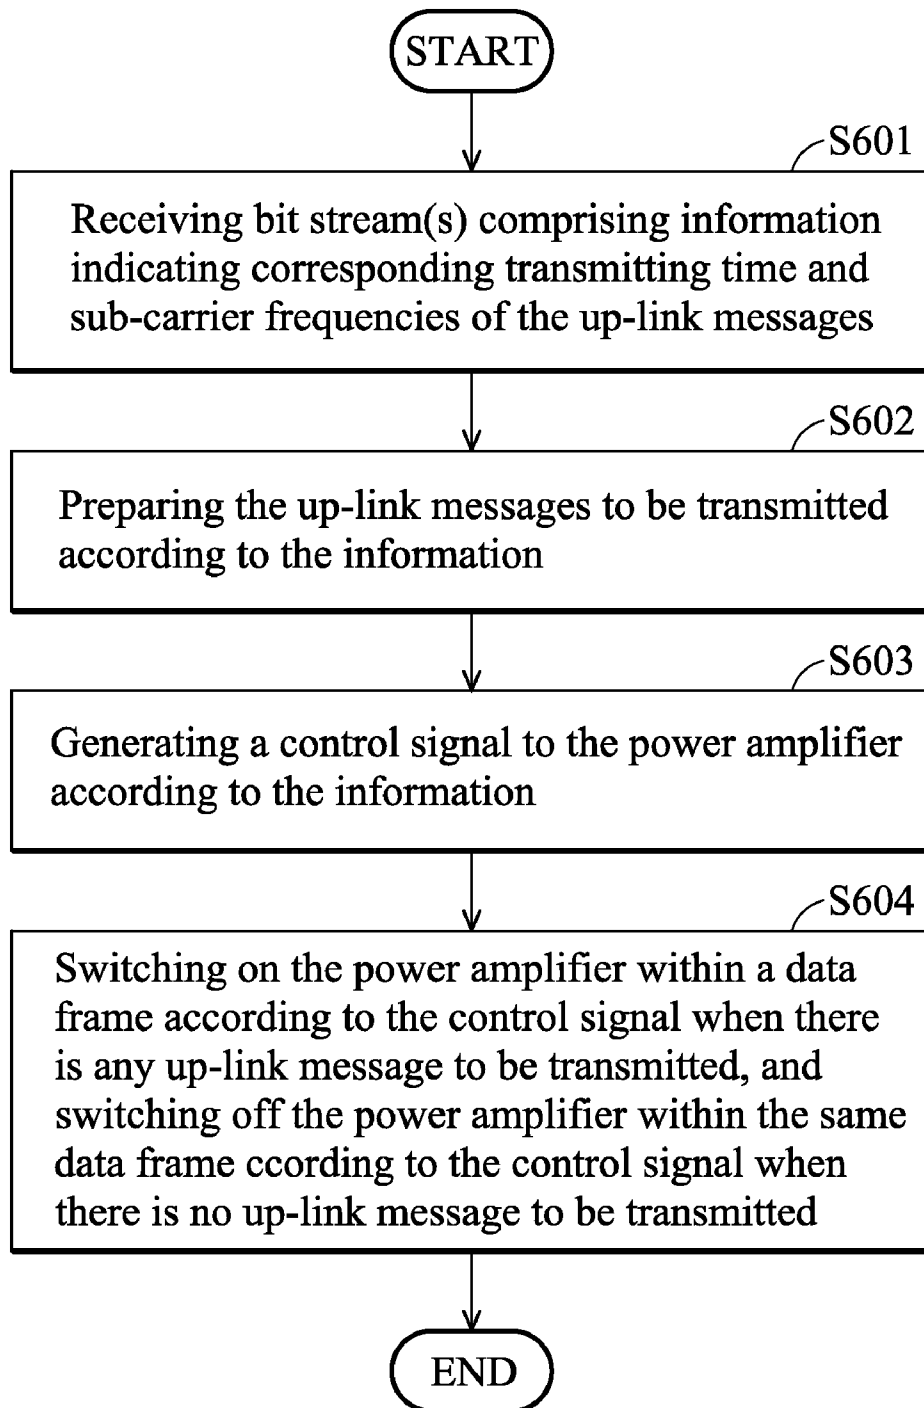 START
S601
Receiving bit stream(s) comprising information
indicating corresponding transmitting time and
sub-carrier frequencies of the up-link messages
S602
Preparing the up-link messages to be transmitted
according to the information
S603
Generating a control signal to the power amplifier
according to the information
S604
Switching on the power amplifier within a data
frame according to the control signal when there
is any up-link message to be transmitted, and
switching off the power amplifier within the same
data frame ccording to the control signal when
there is no up-link message to be transmitted
END